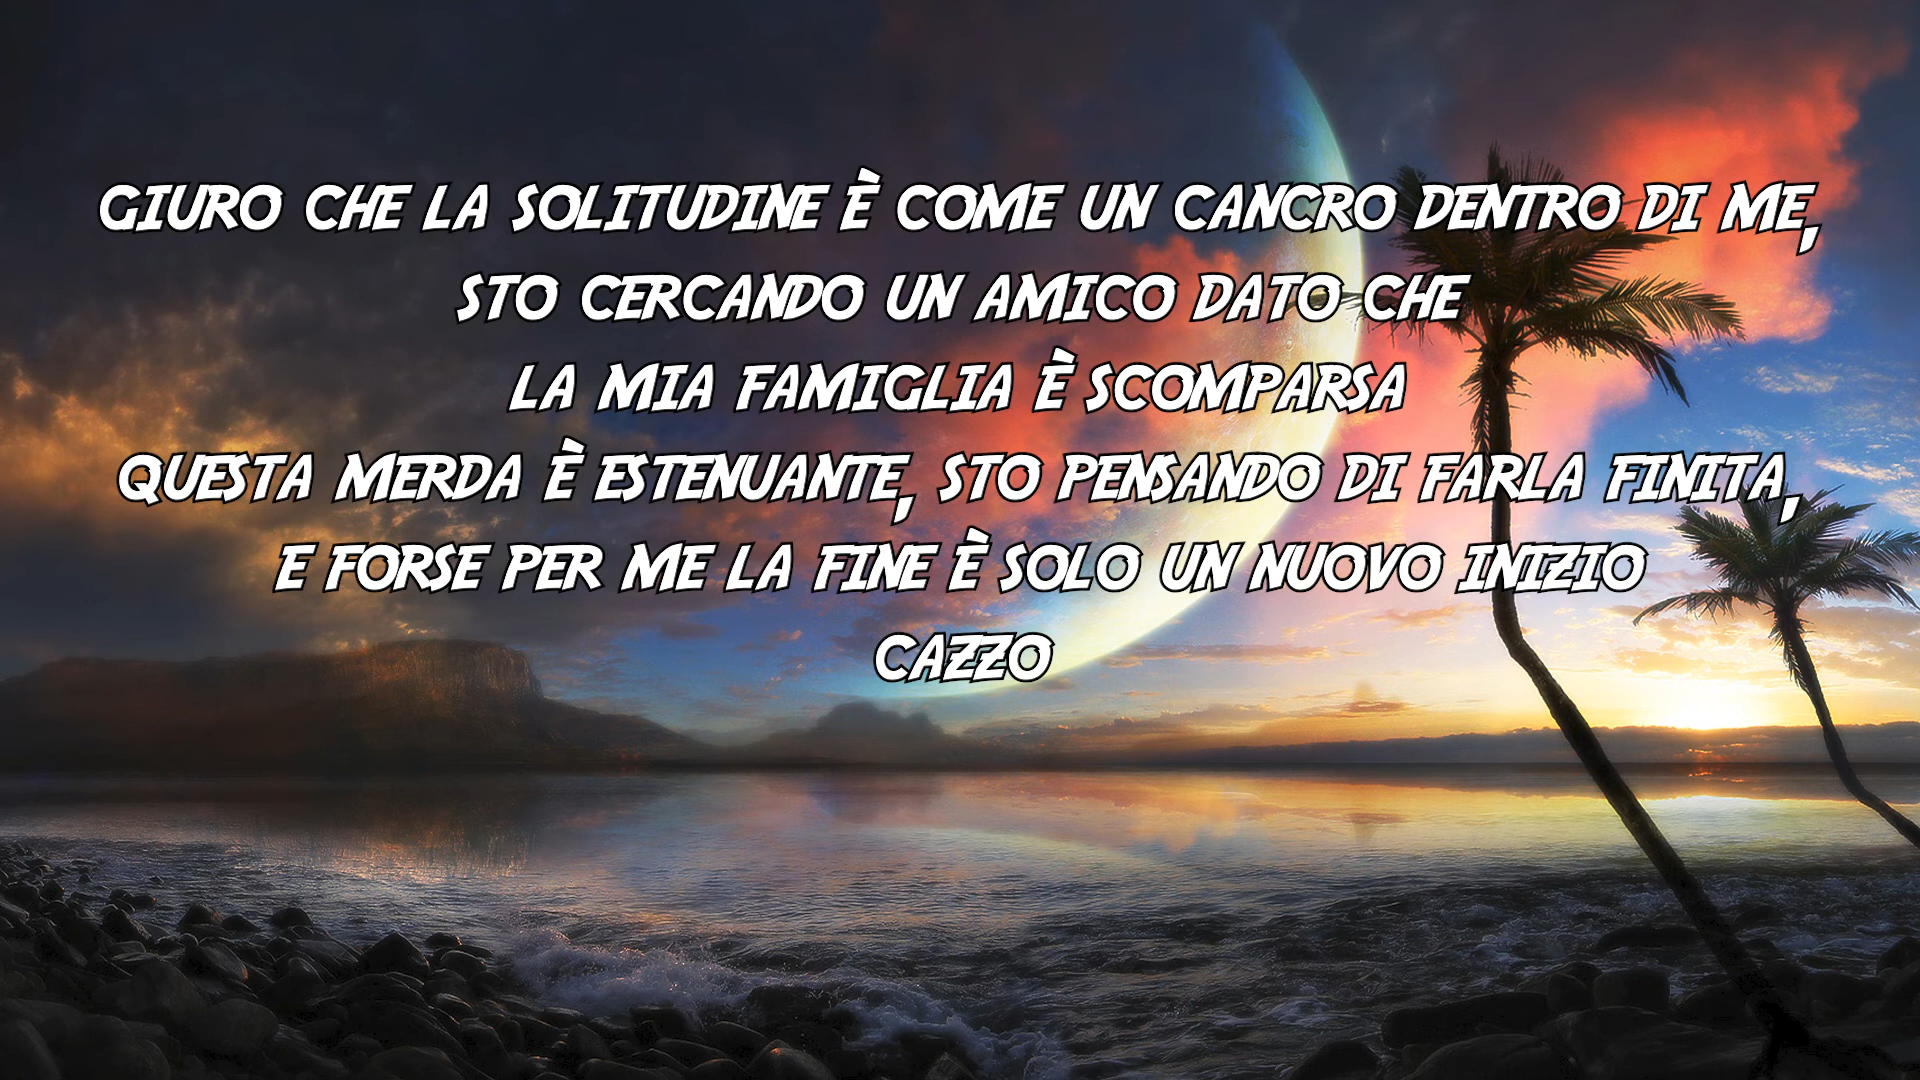 GIURO CHE LA SOLITUDINE È COME UN CANCRO DENTRO DI ME,
STO CERCANDO UN AMICO DATO CHE
LA MIA FAMIGLIA È SCOMPARSA
QUESTA MERDA È ESTENUANTE, STO PENSANDO DI FARLA FINITA,
E FORSE PER ME LA FINE È SOLO UN NUOVO INIZIO
CAZZO